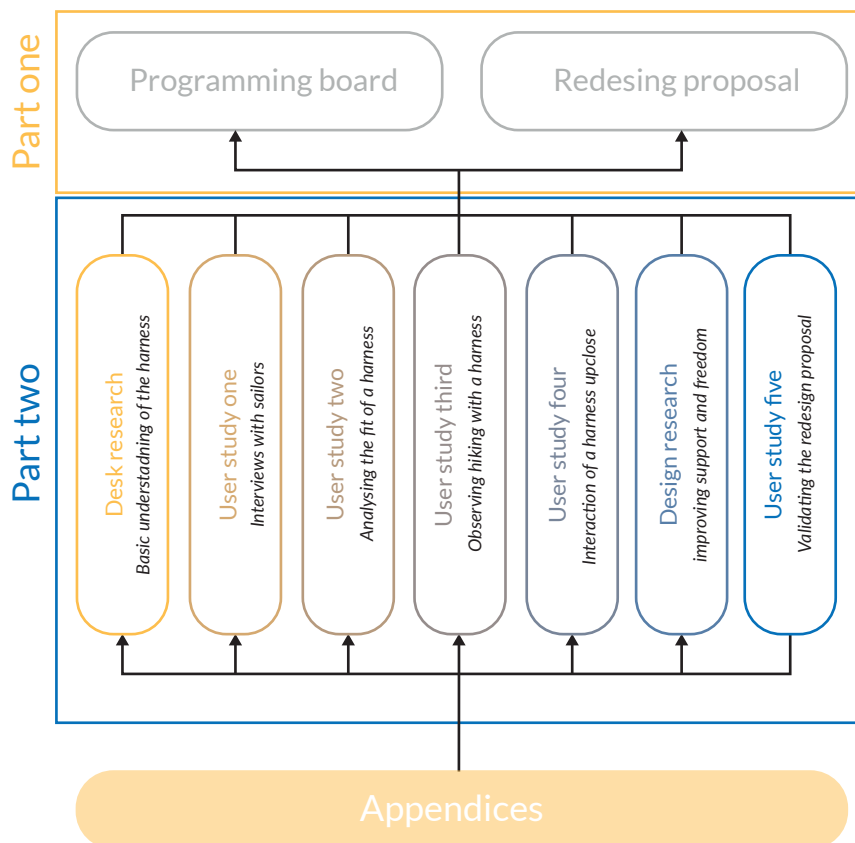 Part one
Programming board
Redesing proposal
Part two
Desk research
Basic understadning of the harness
User study one
Interviews with sailors
User study two
Analysing the fit of a harness
User study third
Observing hiking with a harness
User study four
Interaction of a harness upclose
Design research
improving support and freedom
User study five
Validating the redesign proposal
Appendices